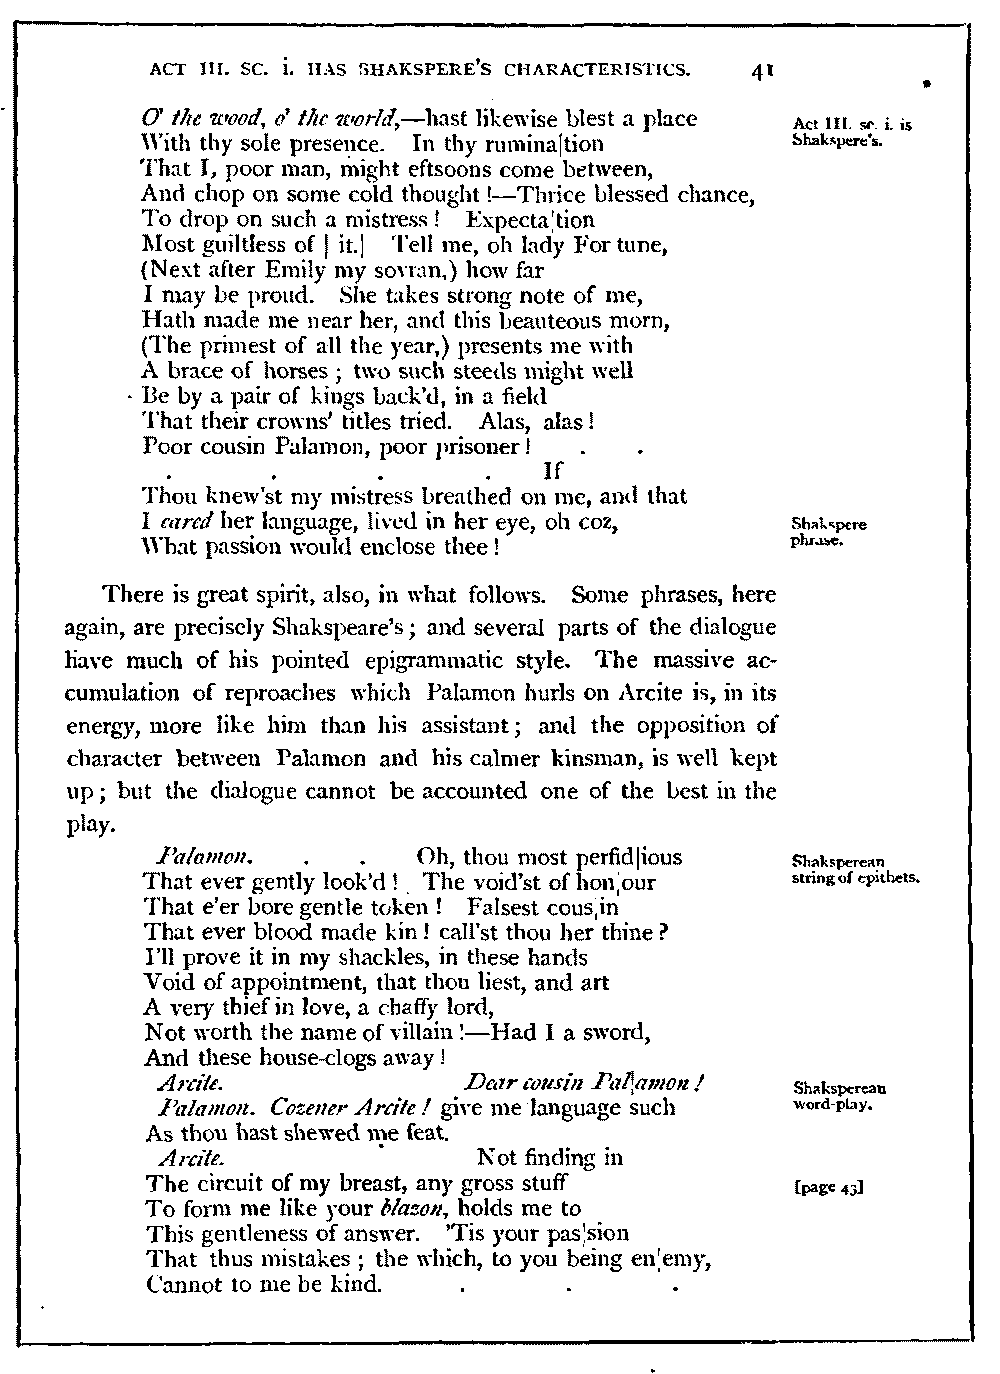 ACT III. SC. i. HAS SHAKSPERE'S CHARACTERISTICS. 41
O' the wood, o' the world,—hast likewise blest a place
Act III. sc. i. is
With thy sole presence. In thy rumina|tion
Shakspere's.
That I, poor man, might eftsoons come between,
And chop on some cold thought!—Thrice blessed chance,
To drop on such a mistress! Expecta|tion
Most guiltless of | it.| Tell me, oh lady Fortune,
(Next after Emily my sovran,) how far
I may be proud. She takes strong note of me,
Hath made me near her, and this beauteous morn,
(The primest of all the year,) presents me with
A brace of horses; two such steeds might well
Be by a pair of kings back'd, in a field
That their crowns' titles tried. Alas, alas!
Poor cousin Palamon, poor prisoner! . .
. . . . If
Thou knew'st my mistress breathed on me, and that
I eared her language, lived in her eye, oh coz,
Shakspere
What passion would enclose thee!
phrase.
There is great spirit, also, in what follows. Some phrases, here
again, are precisely Shakspeare's; and several parts of the dialogue
have much of his pointed epigrammatic style. The massive ac-
cumulation of reproaches which Palamon hurls on Arcite is, in its
energy, more like him than his assistant; and the opposition of
character between Palamon and his calmer kinsman, is well kept
up; but the dialogue cannot be accounted one of the best in the
play.
Palamon. . . Oh, thou most perfid|ious
Shaksperean
That ever gently look'd! The void'st of hon|our
string of epithets.
That e'er bore gentle token! Falsest cous|in
That ever blood made kin! call'st thou her thine?
I'll prove it in my shackles, in these hands
Void of appointment, that thou liest, and art
A very thief in love, a chaffy lord,
Not worth the name of villain!—Had I a sword,
And these house-clogs away!
Arcite. Dear cousin Pal|amon!
Shaksperean
Palamon. Cozener Arcite! give me language such
word-play.
As thou hast shewed me feat.
Arcite. Not finding in
The circuit of my breast, any gross stuff
[page 43]
To form me like your blazon, holds me to
This gentleness of answer. 'Tis your pas|sion
That thus mistakes; the which, to you being en|emy,
Cannot to me be kind. . . .